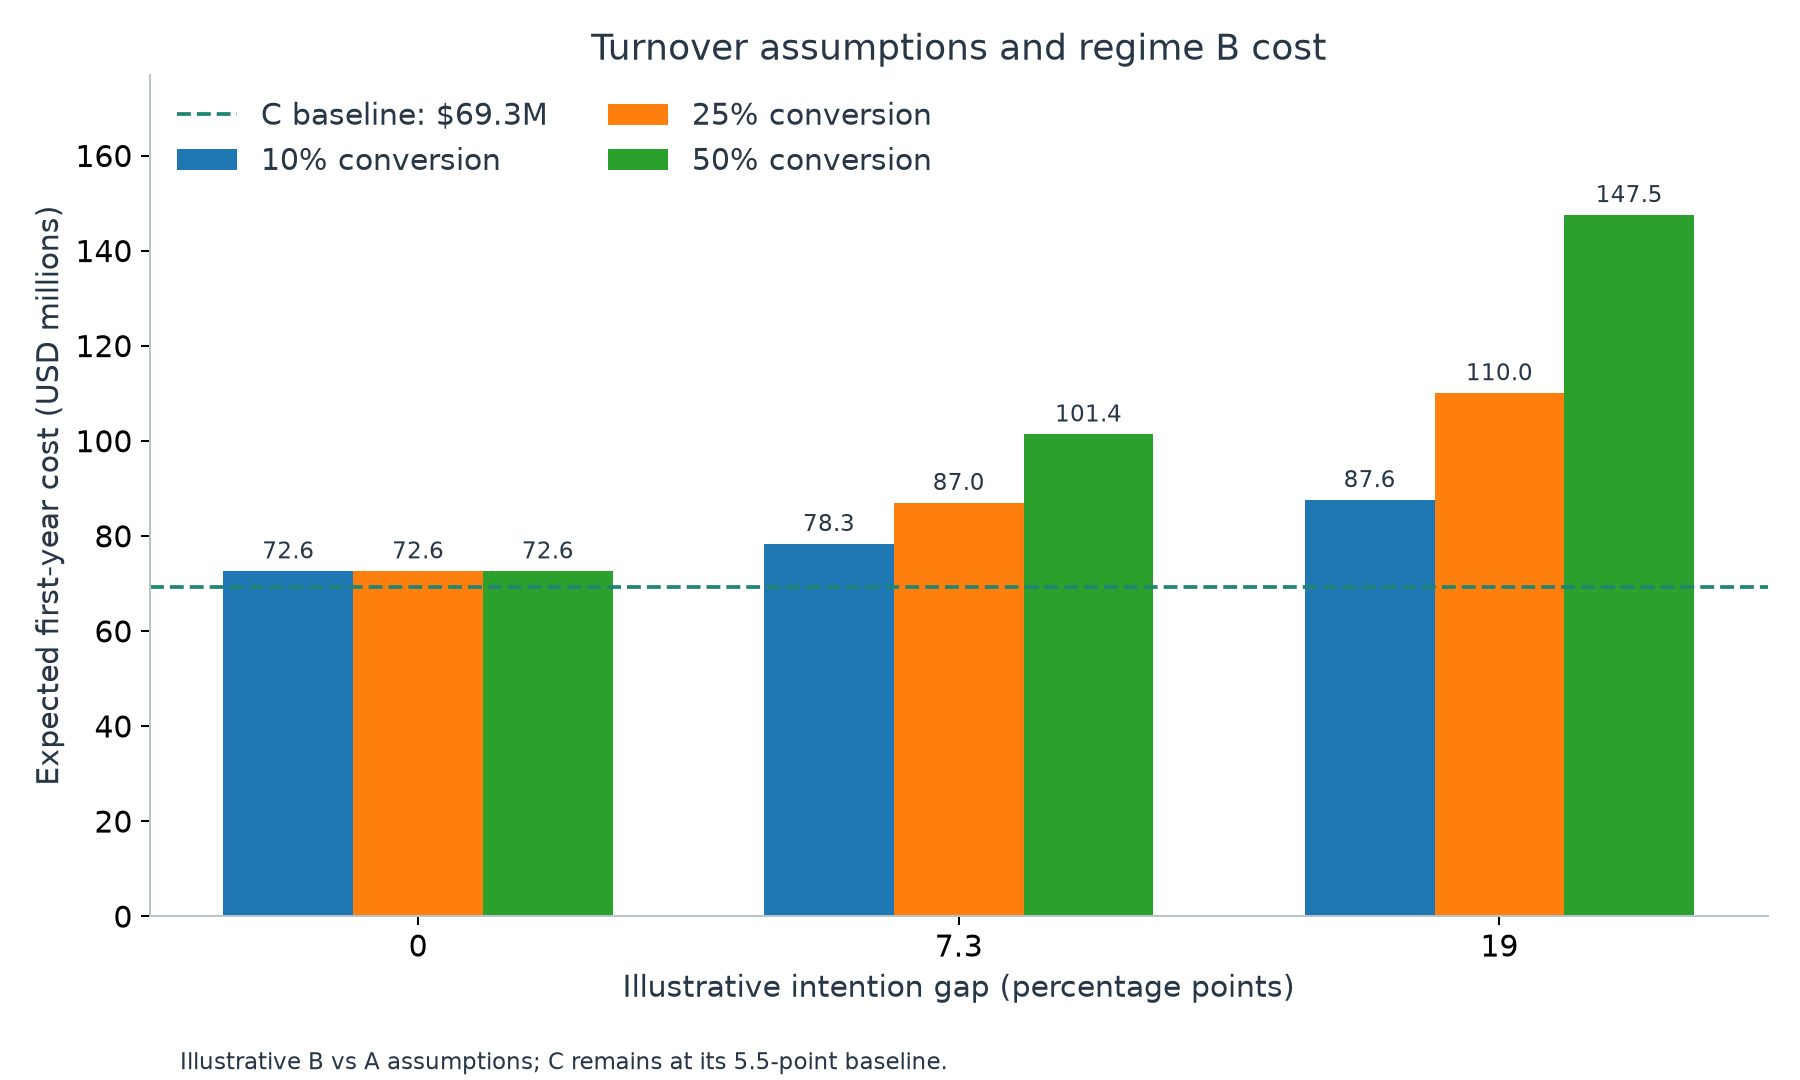 Turnover assumptions and regime B cost
C baseline: $69.3M
10% conversion
25% conversion
50% conversion
Expected first-year cost (USD millions)
160
140
120
100
80
60
40
20
0
72.6
72.6
72.6
78.3
87.0
101.4
87.6
110.0
147.5
0
7.3
19
Illustrative intention gap (percentage points)
Illustrative B vs A assumptions; C remains at its 5.5-point baseline.